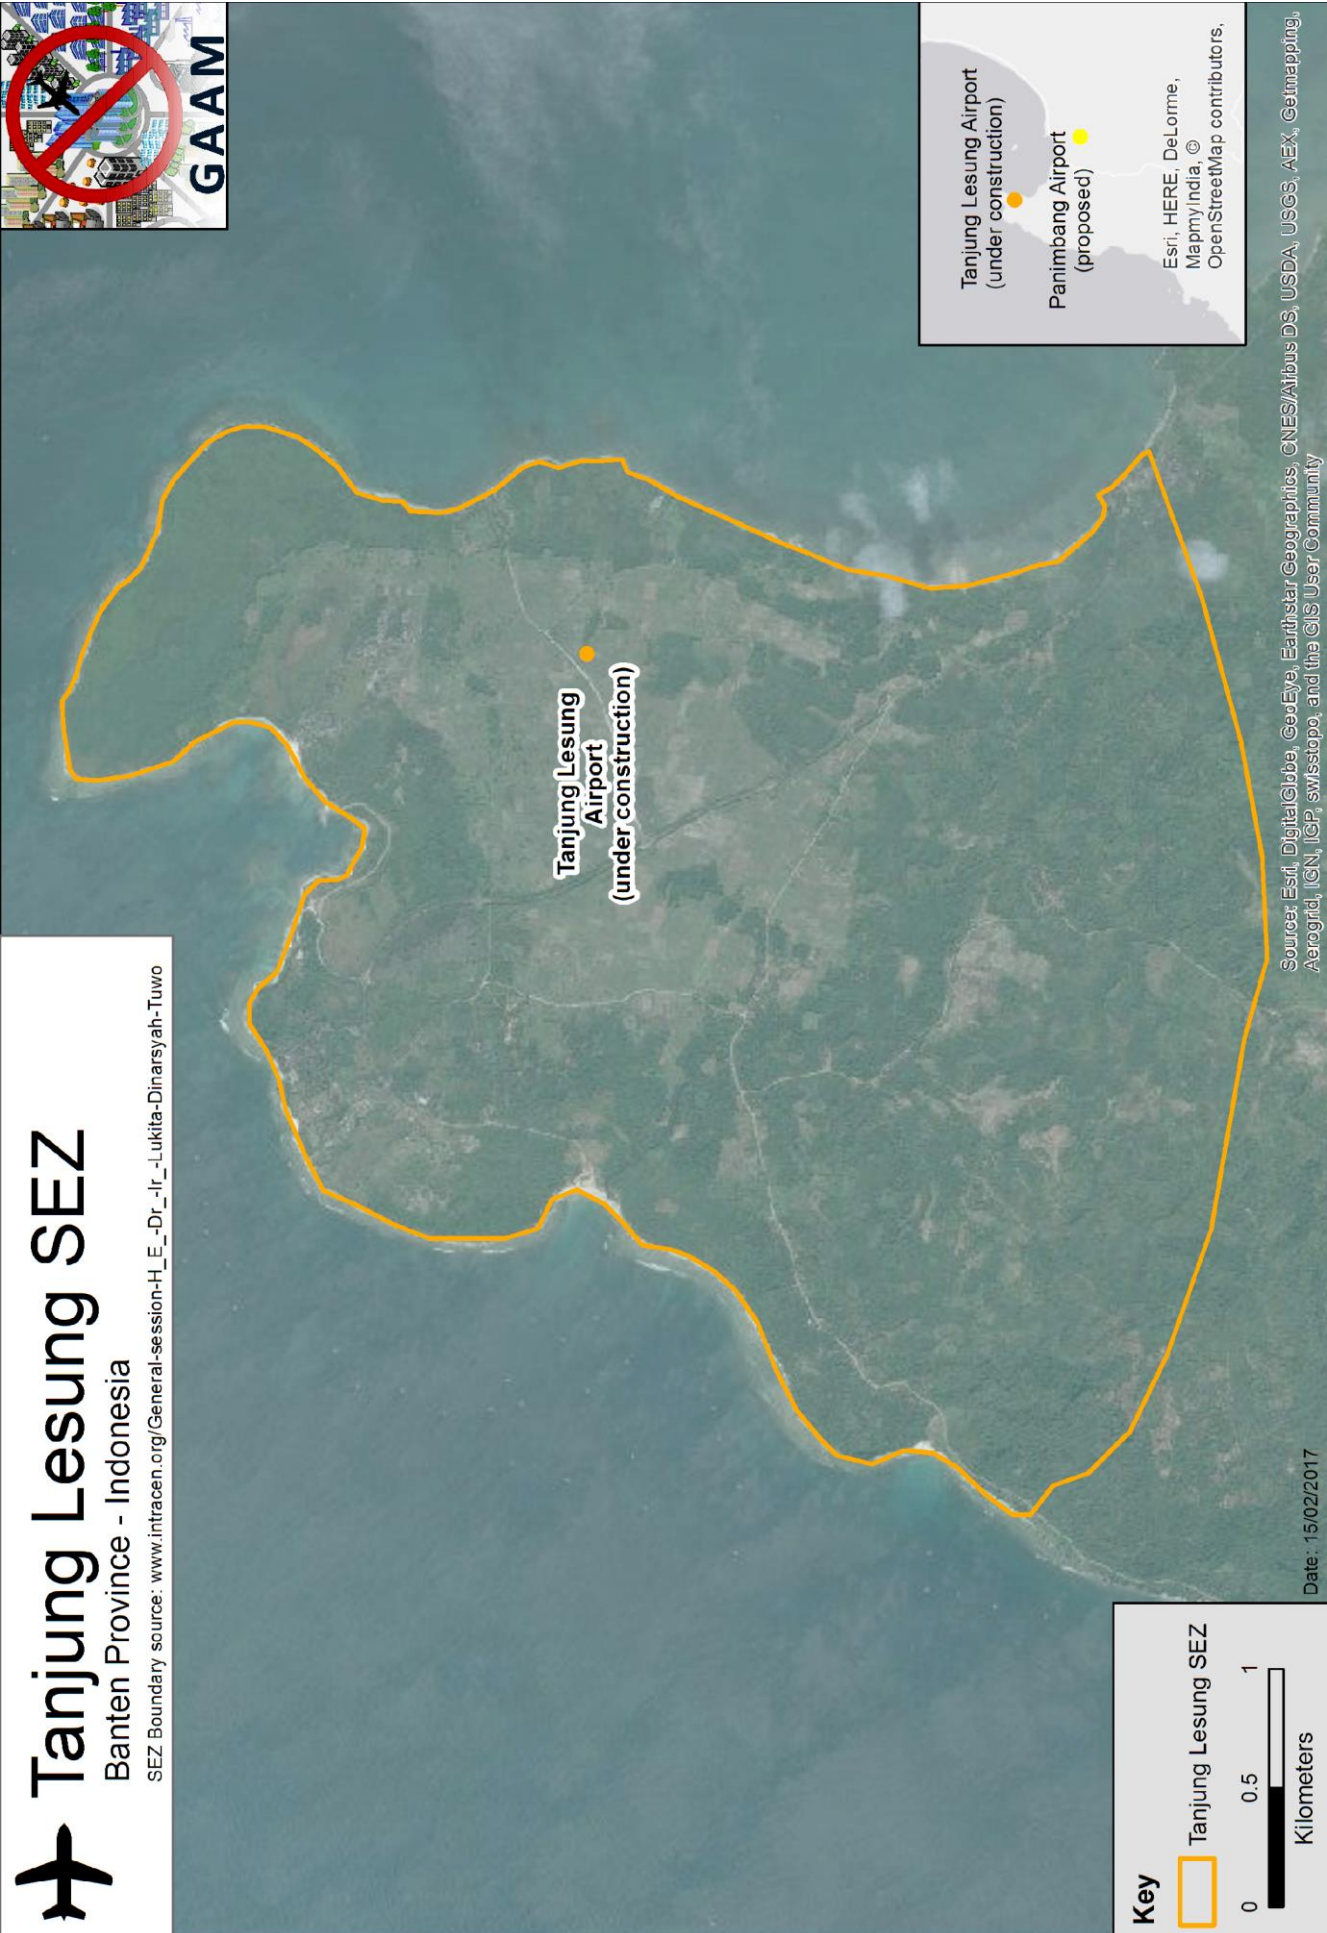 Tanjung Lesung SEZ
Banten Province - Indonesia
SEZ Boundary source: www.intracen.org/General-session-H_E_-Dr_-Ir_-Lukita-Dinarsyah-Tuwo
GAAM
Tanjung Lesung
Airport
(under construction)
Tanjung Lesung Airport
(under construction)
Panimbang Airport
(proposed)
Esri, HERE, DeLorme,
MapmyIndia, ©
OpenStreetMap contributors,
Key
Tanjung Lesung SEZ
0 0.5 1
Kilometers
Date: 15/02/2017
Source: Esri, DigitalGlobe, GeoEye, Earthstar Geographics, CNES/Airbus DS, USDA, USGS, AEX, Getmapping,
Aerogrid, IGN, IGP, swisstopo, and the GIS User Community